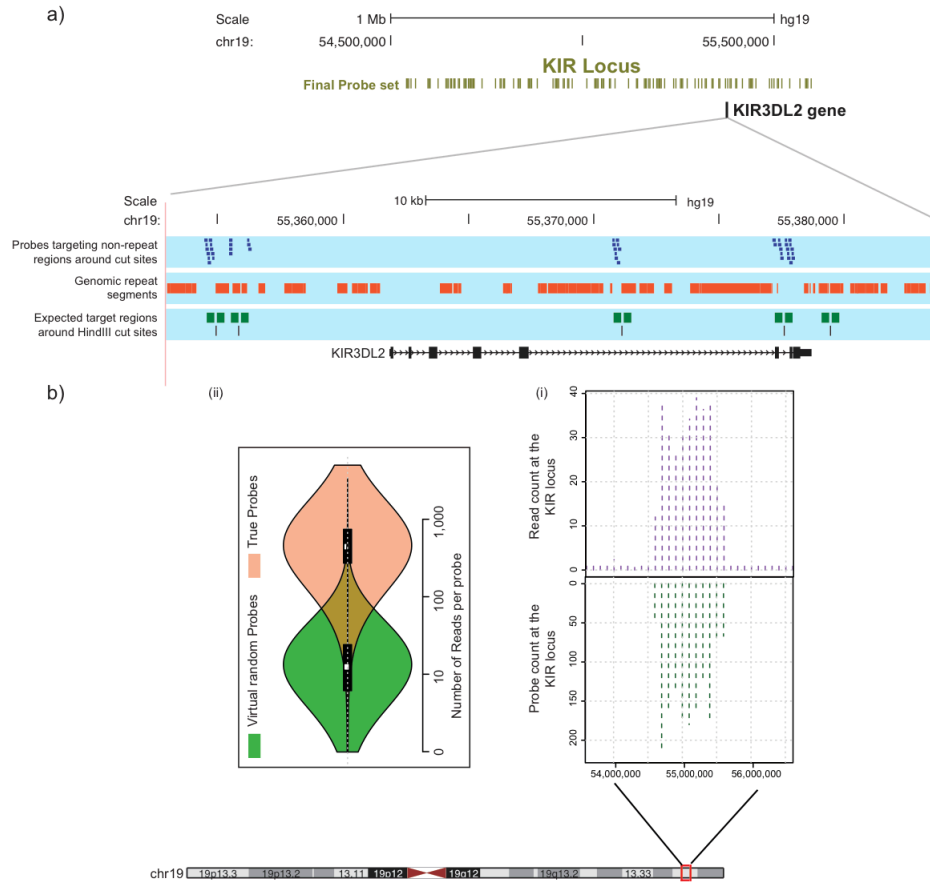 a)
Scale 1 Mb hg19
chr19: 54,500,000 55,500,000
KIR Locus
Final Probe set
KIR3DL2 gene
Scale 10 kb hg19
chr19: 55,360,000 55,370,000 55,380,000
Probes targeting non-repeat
regions around cut sites
Genomic repeat
segments
Expected target regions
around HindIII cut sites
KIR3DL2
b)
(ii)
Virtual random Probes True Probes
0 10 100 1,000
Number of Reads per probe
(i)
Read count at the
KIR locus
40
30
20
10
0
Probe count at the
KIR locus
0
50
100
150
200
54,000,000 55,000,000 56,000,000
chr19 19p13.3 19p13.2 13.11 19p12 19q12 19q13.2 13.33